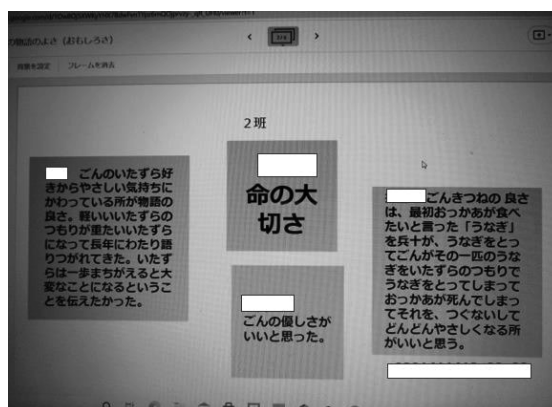 の物語のよさ（おもしろさ）
背景を設定 フレームを消去
2班
ごんのいたずら好
きからやさしい気持ちに
かわっている所が物語の
良さ。軽いいいたずらの
つもりが重たいいたずら
になって長年にわたり語
りつがれてきた。いたず
らは一歩まちがえると大
変なことになるというこ
とを伝えたかった。
命の大
切さ
ごんの優しさが
いいと思った。
ごんぎつねの 良さ
は、最初おっかあが食べ
たいと言った「うなぎ」
を兵十が、うなぎをとっ
てごんがその一匹のうな
ぎをいたずらのつもりで
うなぎをとってしまって
おっかあが死んでしまっ
てそれを、つぐないして
どんどんやさしくなる所
がいいと思う。